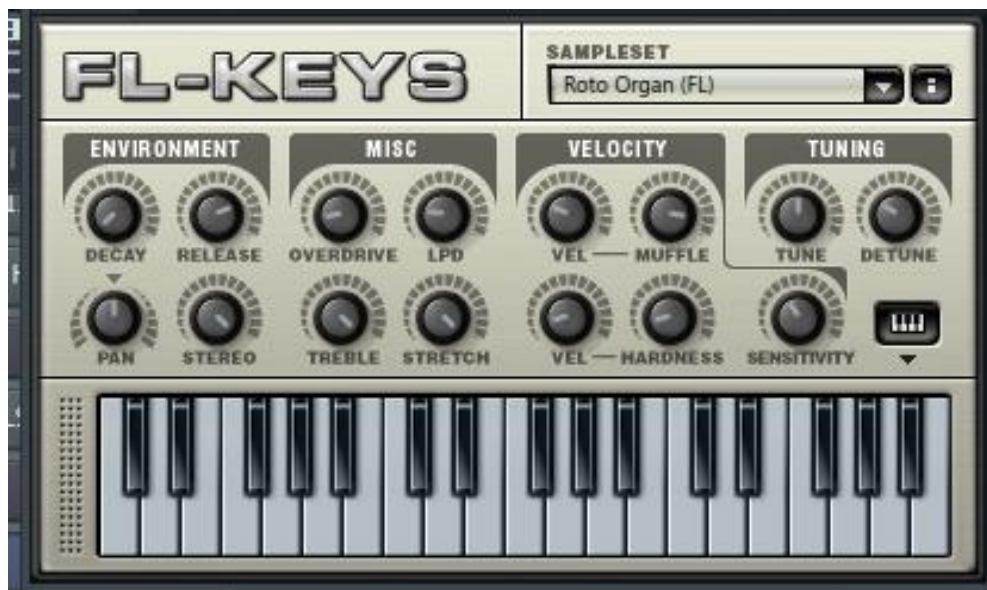 FL-KEYS
SAMPLESET
Roto Organ (FL)
ENVIRONMENT MISC VELOCITY TUNING
DECAY RELEASE OVERDRIVE LPD VEL MUFFLE TUNE DETUNE
PAN STEREO TREBLE STRETCH VEL HARDNESS SENSITIVITY